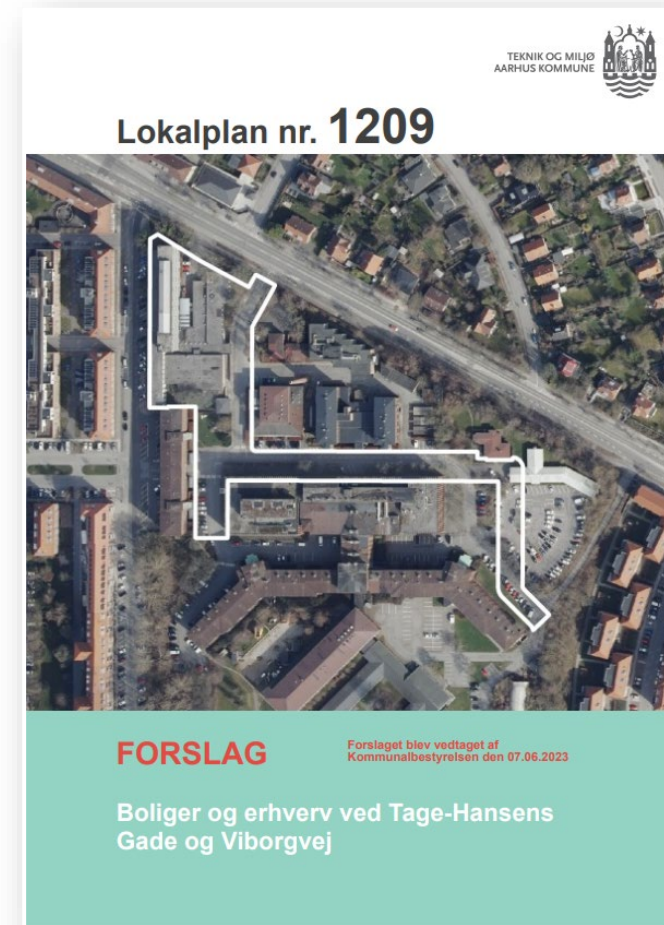 TEKNIK OG MILJØ
AARHUS KOMMUNE
Lokalplan nr. 1209
FORSLAG
Forslaget blev vedtaget af
Kommunalbestyrelsen den 07.06.2023
Boliger og erhverv ved Tage-Hansens
Gade og Viborgvej